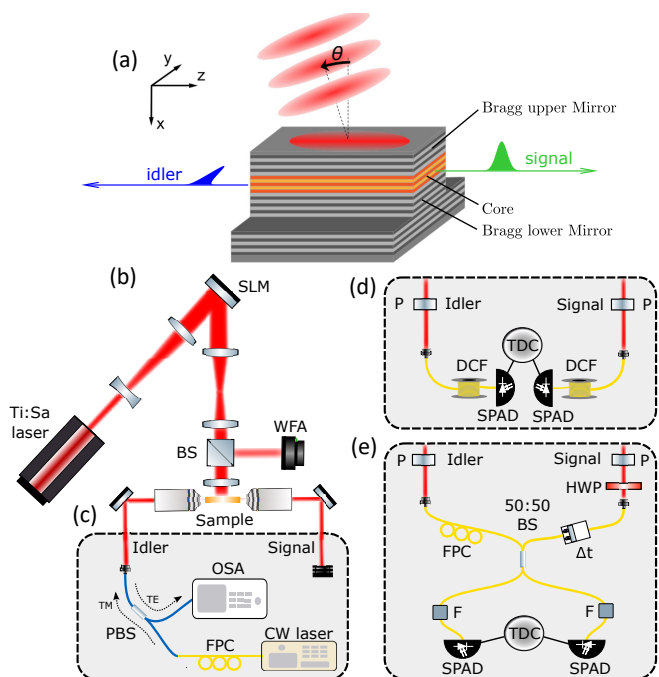 (a)
y
z
x
θ
Bragg upper Mirror
idler
signal
Core
Bragg lower Mirror
(b)
SLM
Ti:Sa
laser
BS
WFA
Sample
(c)
Idler
Signal
OSA
TM
TE
PBS
FPC
CW laser
(d)
P
Idler
Signal
P
TDC
DCF
DCF
SPAD
SPAD
(e)
P
Idler
Signal
P
HWP
50:50
BS
FPC
Δt
F
F
TDC
SPAD
SPAD